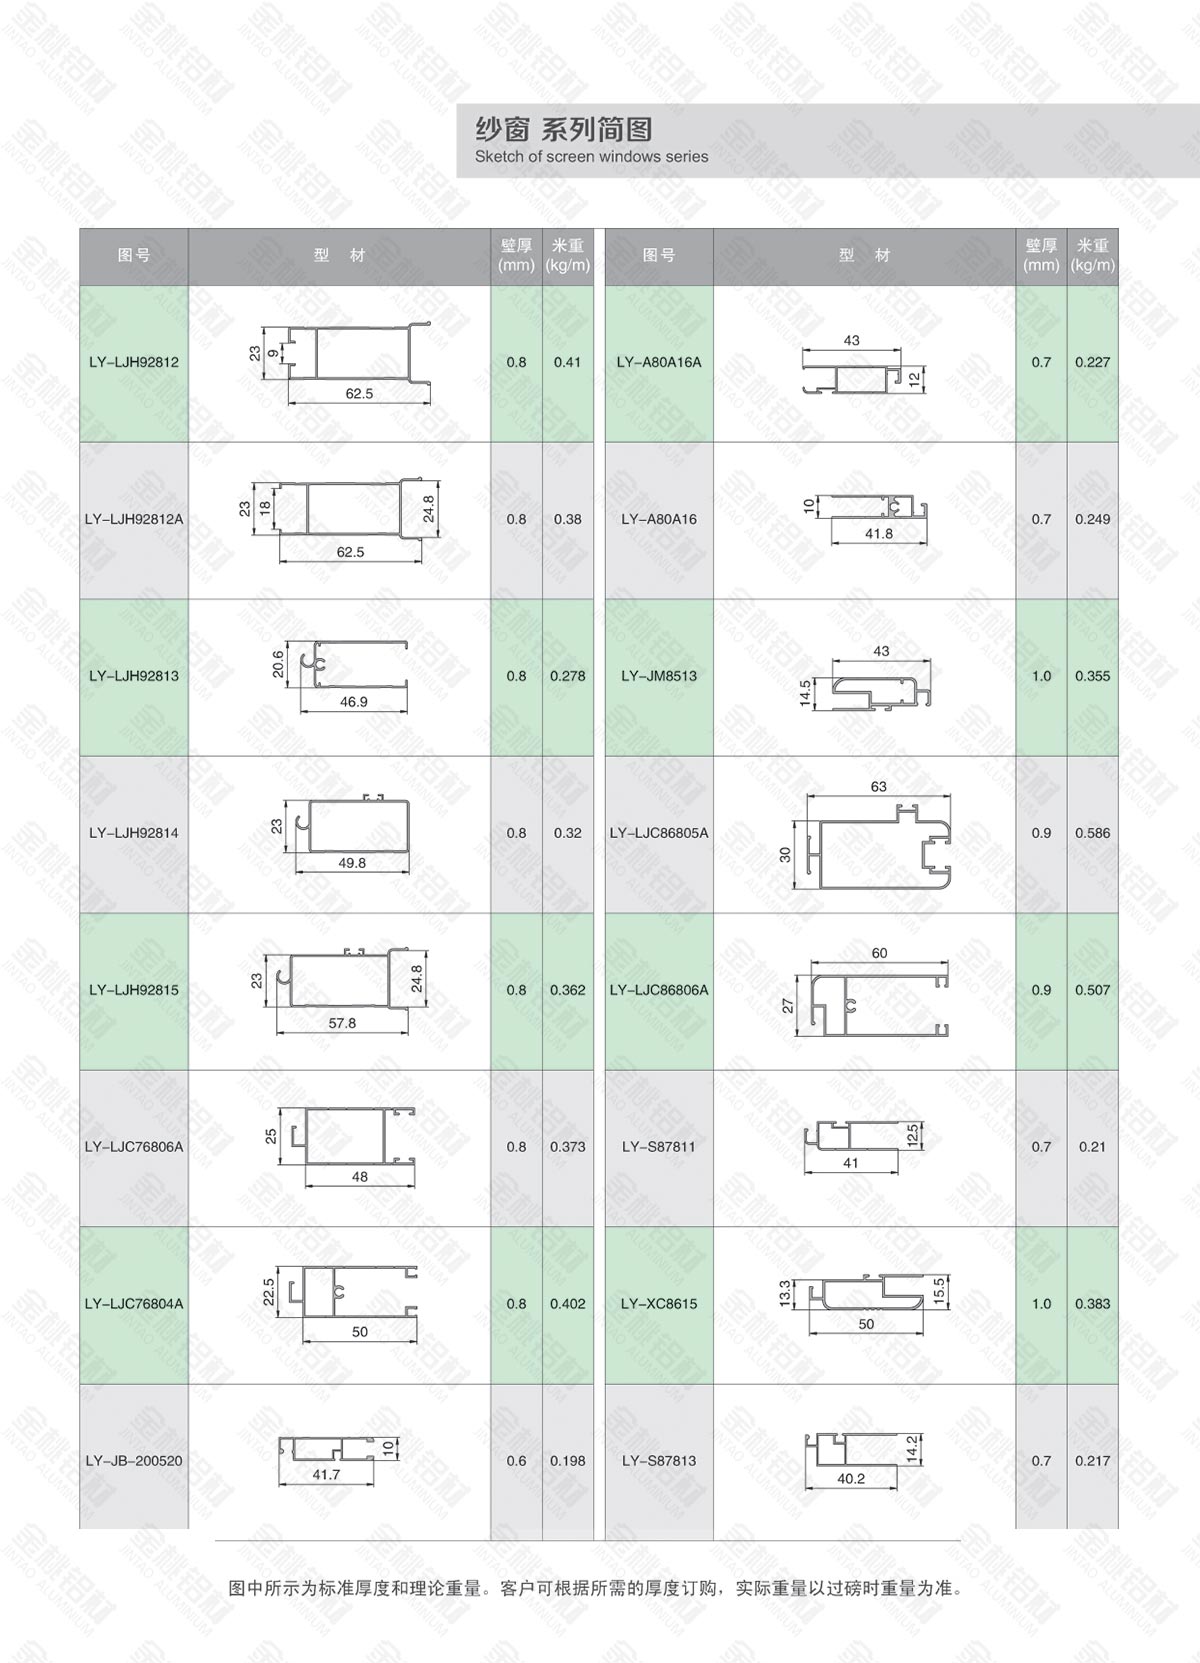 纱窗 系列简图
Sketch of screen windows series
图号 型 材 壁厚 (mm) 米重 (kg/m) 图号 型 材 壁厚 (mm) 米重 (kg/m)
LY-LJH92812 23 9 62.5 0.8 0.41
LY-A80A16A 43 12 0.7 0.227
LY-LJH92812A 23 18 24.8 62.5 0.8 0.38
LY-A80A16 10 41.8 0.7 0.249
LY-LJH92813 20.6 46.9 0.8 0.278
LY-JM8513 43 14.5 1.0 0.355
LY-LJH92814 23 49.8 0.8 0.32
LY-LJC86805A 63 30 0.9 0.586
LY-LJH92815 23 24.8 57.8 0.8 0.362
LY-LJC86806A 60 27 0.9 0.507
LY-LJC76806A 25 48 0.8 0.373
LY-S87811 12.5 41 0.7 0.21
LY-LJC76804A 22.5 50 0.8 0.402
LY-XC8615 13.3 15.5 50 1.0 0.383
LY-JB-200520 10 41.7 0.6 0.198
LY-S87813 14.2 40.2 0.7 0.217
图中所示为标准厚度和理论重量。客户可根据所需的厚度订购，实际重量以过磅时重量为准。
金桃铝材
JINTAO ALUMINIUM